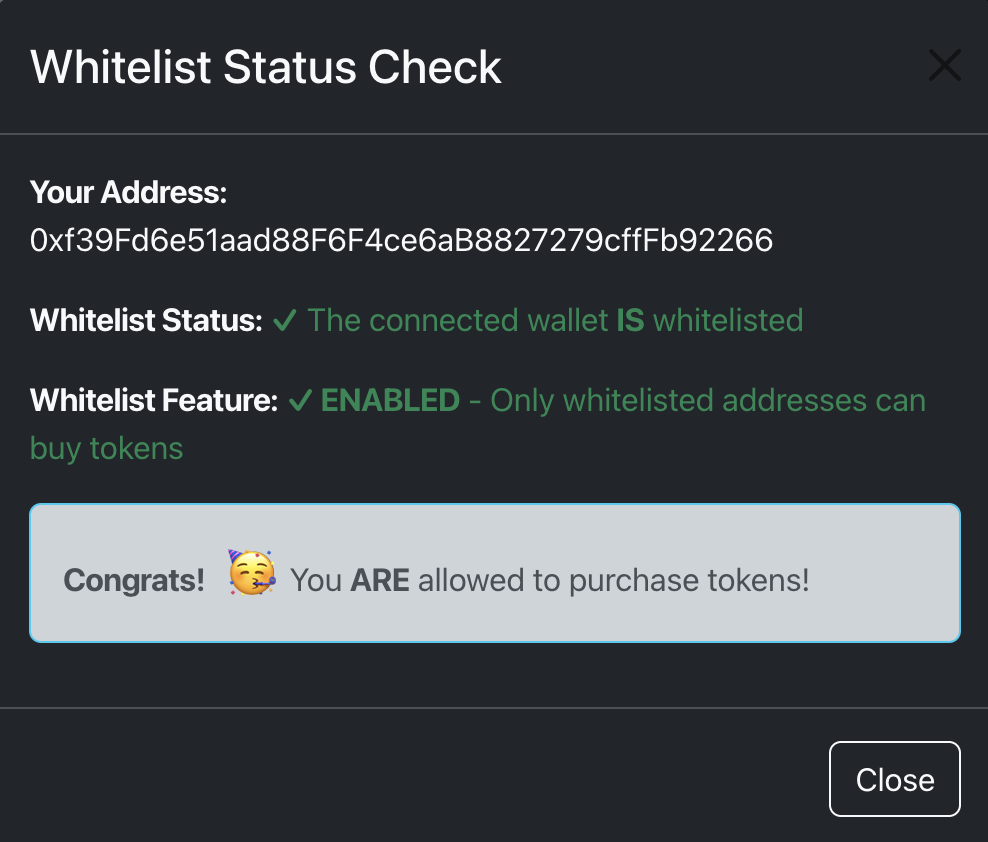 Whitelist Status Check
Your Address:
0xf39Fd6e51aad88F6F4ce6aB8827279cffFb92266
Whitelist Status: ✓ The connected wallet IS whitelisted
Whitelist Feature: ✓ ENABLED - Only whitelisted addresses can
buy tokens
Congrats! 🥳 You ARE allowed to purchase tokens!
Close